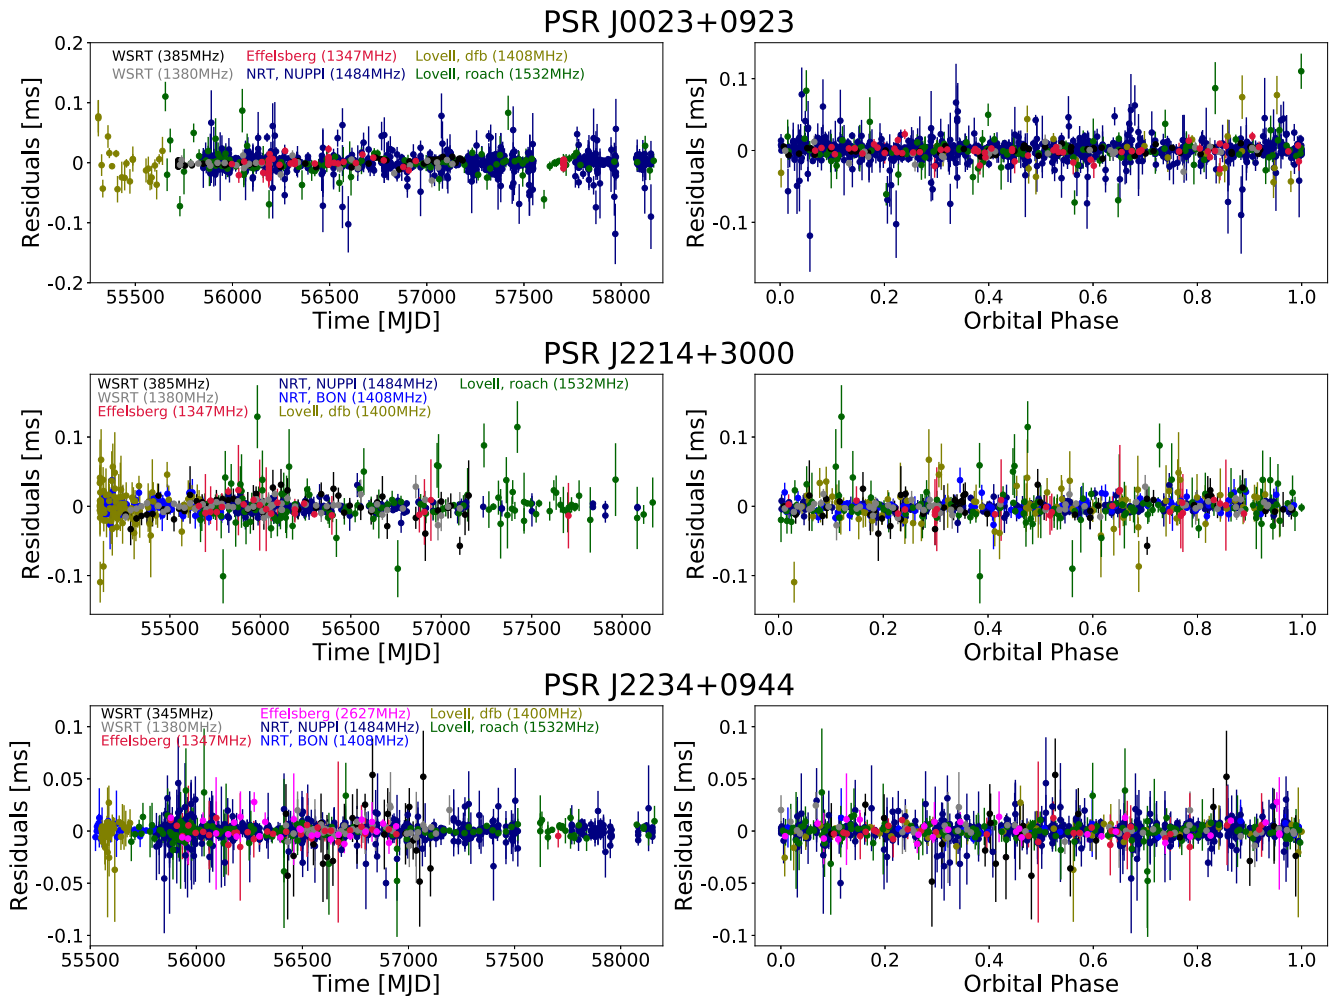 PSR J0023+0923
WSRT (385MHz) Effelsberg (1347MHz) Lovell, dfb (1408MHz)
WSRT (1380MHz) NRT, NUPPI (1484MHz) Lovell, roach (1532MHz)
Residuals [ms]
0.2
0.1
0
-0.1
-0.2
55500 56000 56500 57000 57500 58000
Time [MJD]
Residuals [ms]
0.1
0
-0.1
0.0 0.2 0.4 0.6 0.8 1.0
Orbital Phase
PSR J2214+3000
WSRT (385MHz) NRT, NUPPI (1484MHz) Lovell, roach (1532MHz)
WSRT (1380MHz) NRT, BON (1408MHz)
Effelsberg (1347MHz) Lovell, dfb (1400MHz)
Residuals [ms]
0.1
0
-0.1
55500 56000 56500 57000 57500 58000
Time [MJD]
Residuals [ms]
0.1
0
-0.1
0.0 0.2 0.4 0.6 0.8 1.0
Orbital Phase
PSR J2234+0944
WSRT (345MHz) Effelsberg (2627MHz) Lovell, dfb (1400MHz)
WSRT (1380MHz) NRT, NUPPI (1484MHz) Lovell, roach (1532MHz)
Effelsberg (1347MHz) NRT, BON (1408MHz)
Residuals [ms]
0.1
0.05
0
-0.05
-0.1
55500 56000 56500 57000 57500 58000
Time [MJD]
Residuals [ms]
0.1
0.05
0
-0.05
-0.1
0.0 0.2 0.4 0.6 0.8 1.0
Orbital Phase